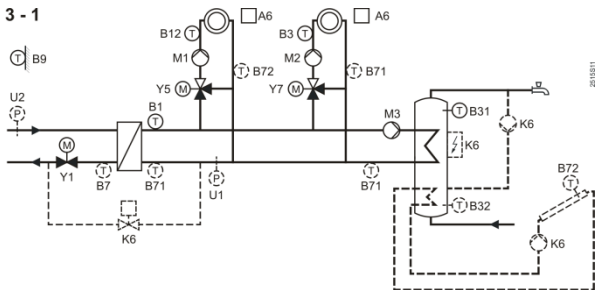 3 - 1
B12 T A6 B3 T A6
T B9
M1 M2
T B72 T B71
Y5 M Y7 M
U2
P
B1
T
M3
T B31
K6
K6
M
Y1
T
B7
T
B71
P
U1
T
B71
T B32
B72
T
K6
K6
2515S11